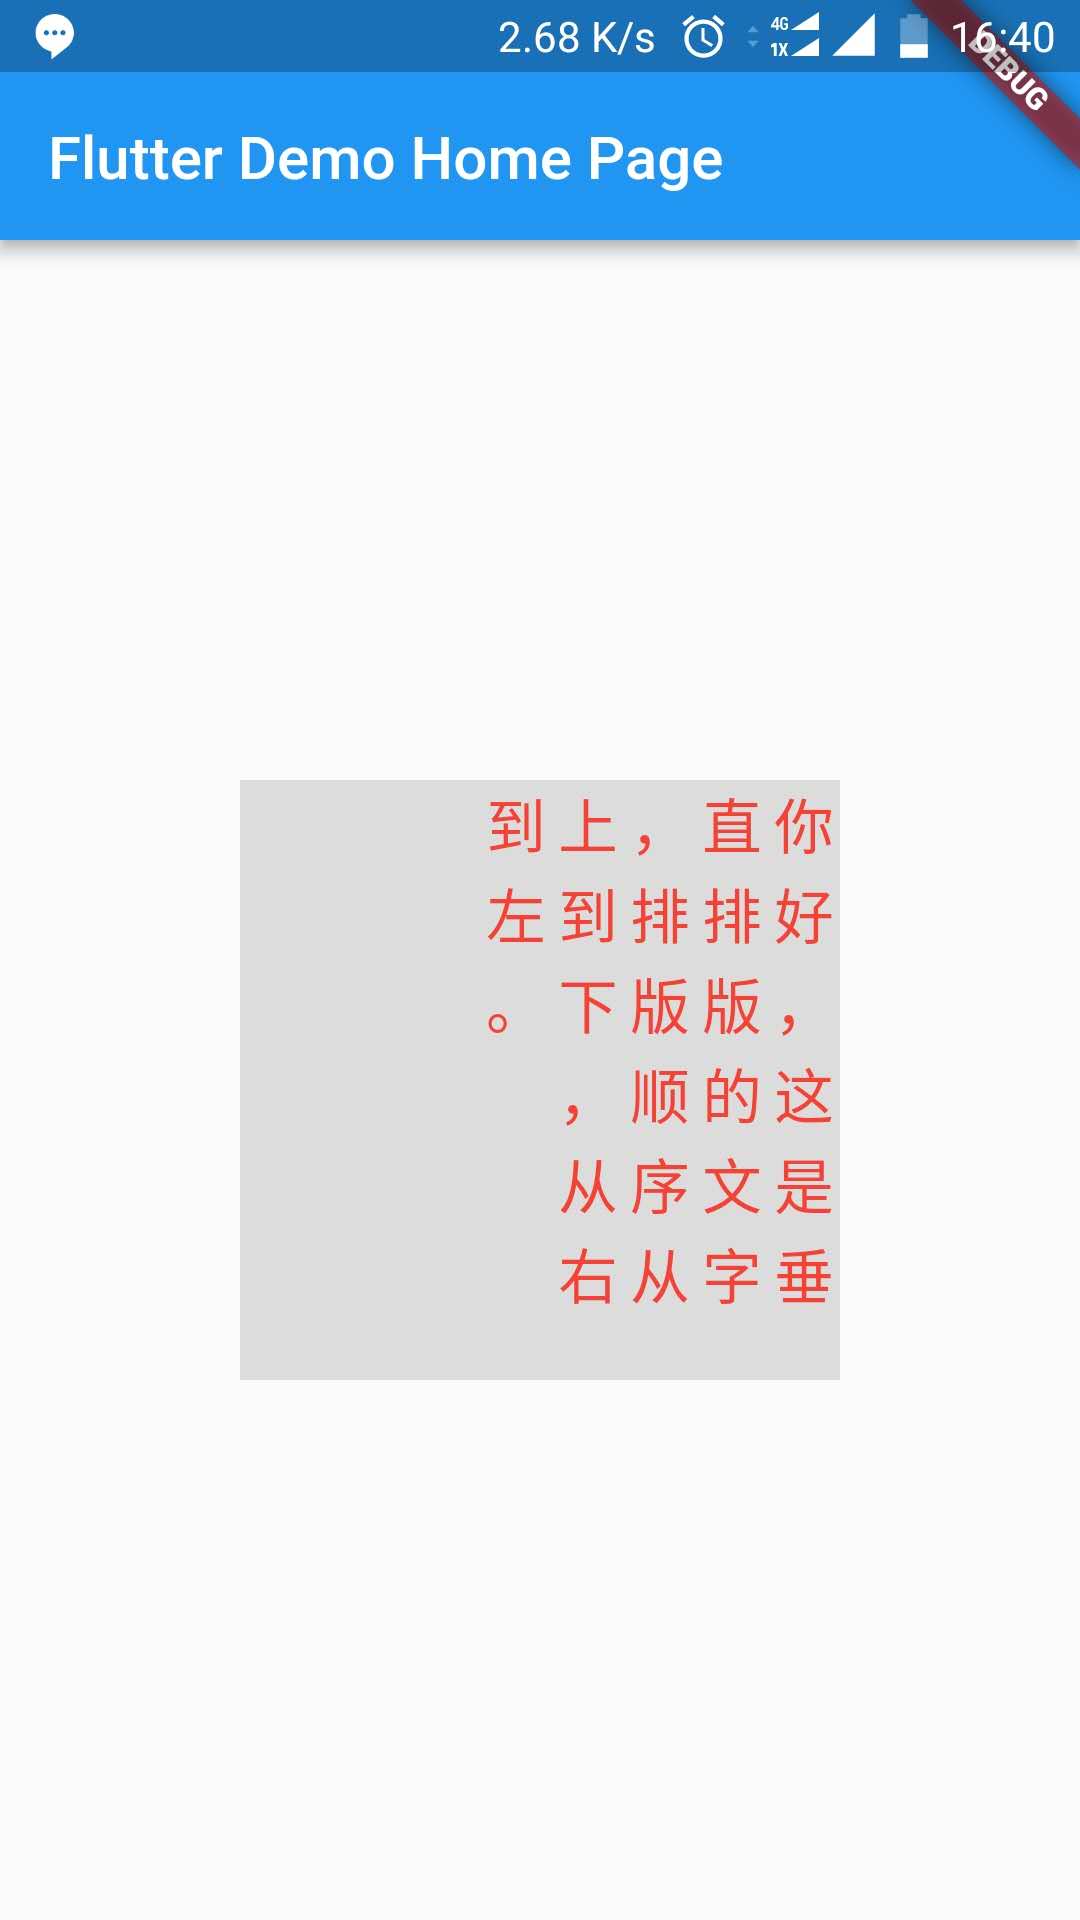 2.68 K/s
4G
1X
16:40
DEBUG
Flutter Demo Home Page
你好，这是垂
直排版的文字
，排版顺序从
上到下，从右
到左。